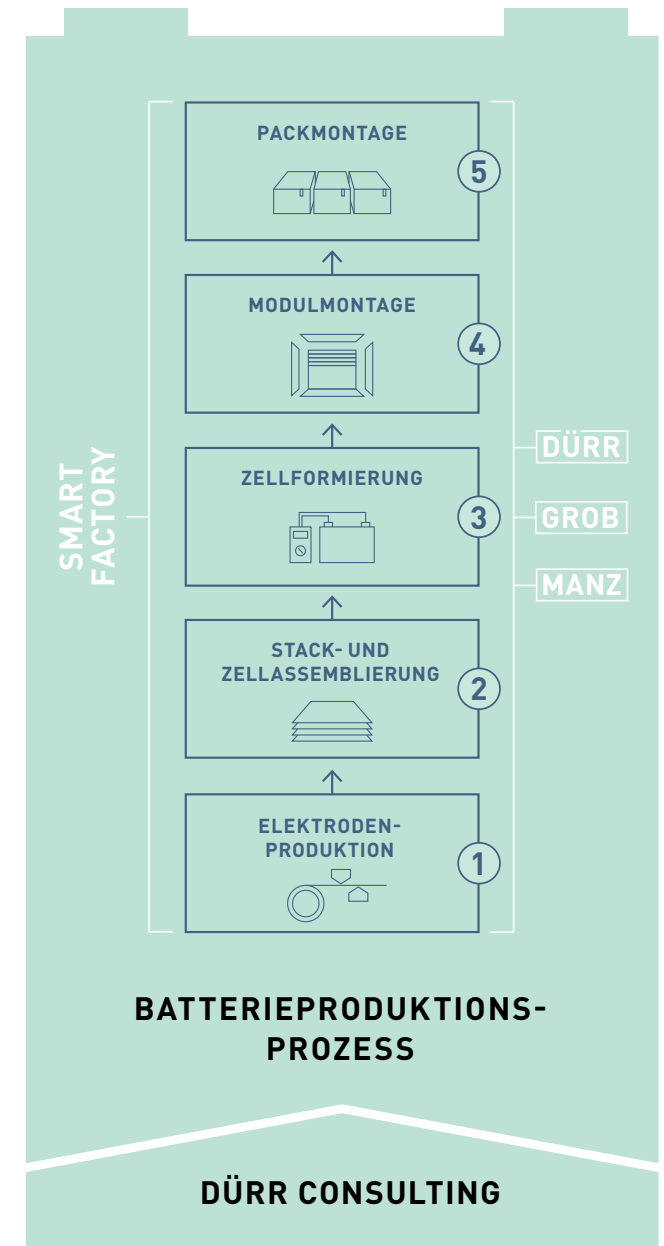 PACKMONTAGE
5
MODULMONTAGE
4
ZELLFORMIERUNG
3
STACK- UND
ZELLASSEMBLIERUNG
2
ELEKTRODEN-
PRODUKTION
1
SMART
FACTORY
DÜRR
GROB
MANZ
BATTERIEPRODUKTIONS-
PROZESS
DÜRR CONSULTING